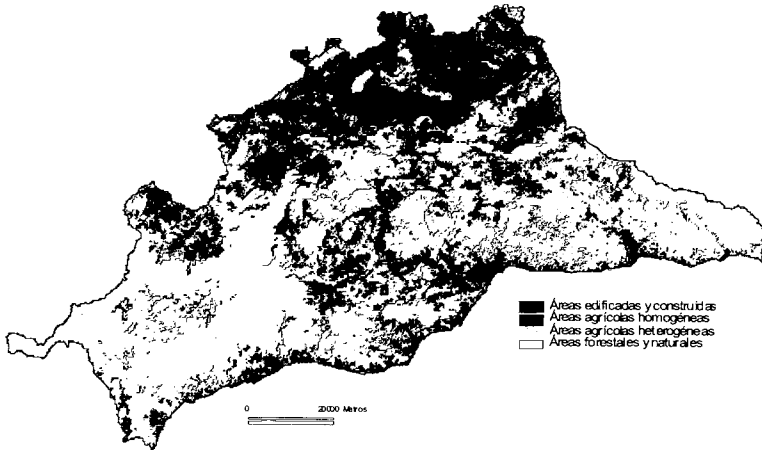 Áreas edificadas y construidas
Áreas agrícolas homogéneas
Áreas agrícolas heterogéneas
Áreas forestales y naturales
0 20000 Metros